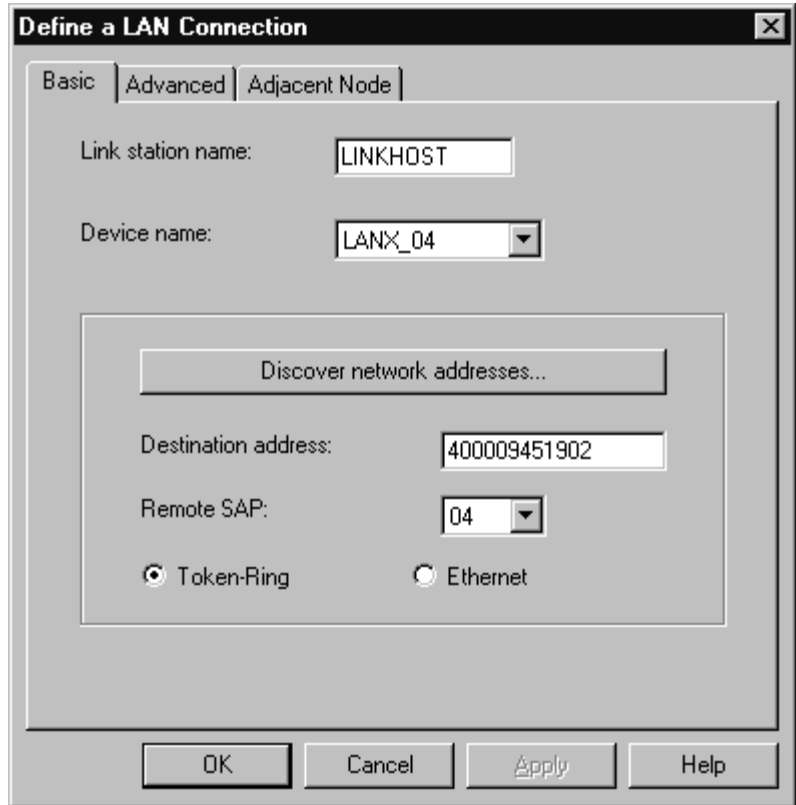 Define a LAN Connection
Basic Advanced Adjacent Node
Link station name: LINKHOST
Device name: LANX_04
Discover network addresses...
Destination address: 400009451902
Remote SAP: 04
Token-Ring Ethernet
OK Cancel Apply Help